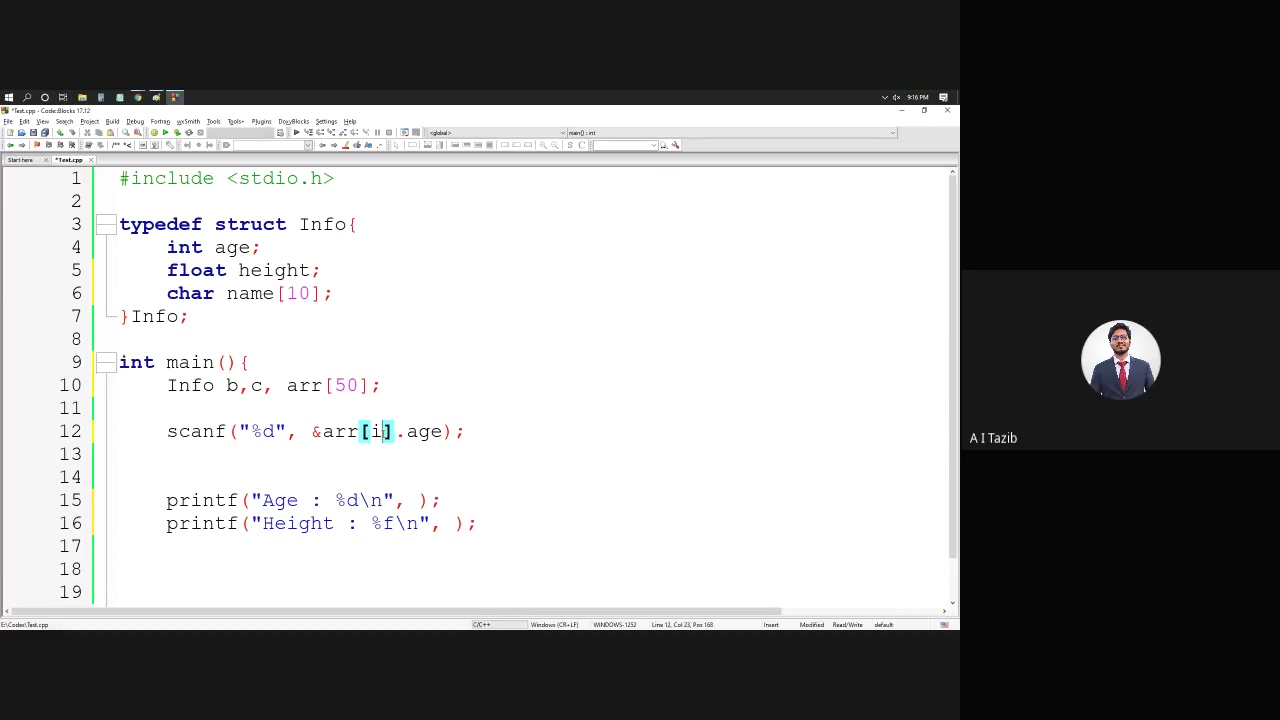 9:16 PM
*Test.cpp - Code::Blocks 17.12
File Edit View Search Project Build Debug Fortran wxSmith Tools Tools+ Plugins DoxyBlocks Settings Help
<global> main() : int
Start here *Test.cpp
1 #include <stdio.h>
2
3 typedef struct Info{
4 int age;
5 float height;
6 char name[10];
7 }Info;
8
9 int main(){
10 Info b,c, arr[50];
11
12 scanf("%d", &arr[i].age);
13
14
15 printf("Age : %d\n", );
16 printf("Height : %f\n", );
17
18
19
E:\Codes\Test.cpp C/C++ Windows (CR+LF) WINDOWS-1252 Line 12, Col 23, Pos 168 Insert Modified Read/Write default
A I Tazib